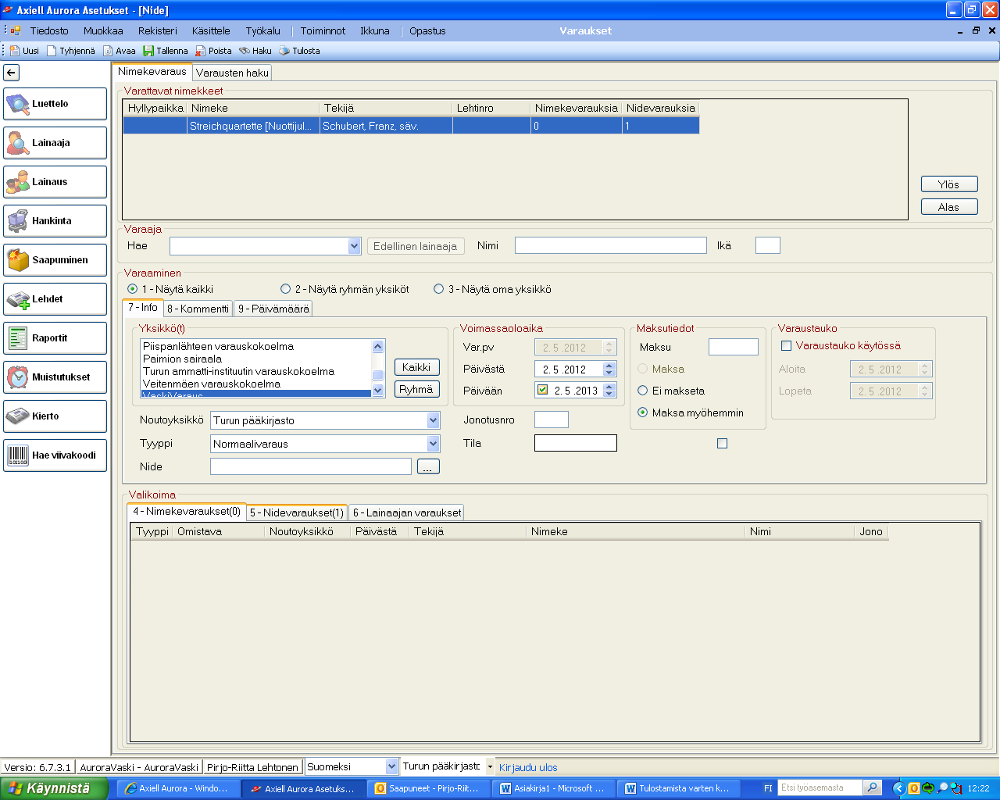 Axiell Aurora Asetukset - [Nide]
Tiedosto Muokkaa Rekisteri Käsittele Työkalu Toiminnot Ikkuna Opastus Varaukset
Uusi Tyhjennä Avaa Tallenna Poista Haku Tulosta
Luettelo
Lainaaja
Lainaus
Hankinta
Saapuminen
Lehdet
Raportit
Muistutukset
Kierto
Hae viivakoodi
Nimekevaraus Varausten haku
Varattavat nimekkeet
Hyllypaikka Nimeke Tekijä Lehtinro Nimekevarauksia Nidevarauksia
Streichquartette [Nuottijul... Schubert, Franz, säv. 0 1
Ylös
Alas
Varaaja
Hae Edellinen lainaaja Nimi Ikä
Varaaminen
1 - Näytä kaikki 2 - Näytä ryhmän yksiköt 3 - Näytä oma yksikkö
7 - Info 8 - Kommentti 9 - Päivämäärä
Yksikkö(t)
Piispanlähteen varauskokoelma
Paimion sairaala
Turun ammatti-instituutin varauskokoelma
Veitenmäen varauskokoelma
VaskiVaraus
Kaikki
Ryhmä
Noutoyksikkö Turun pääkirjasto
Tyyppi Normaalivaraus
Nide ...
Voimassaoloaika
Var.pv 2. 5 .2012
Päivästä 2. 5 .2012
Päivään 2. 5 .2013
Jonotusnro
Tila
Maksutiedot
Maksu
Maksa
Ei makseta
Maksa myöhemmin
Varaustauko
Varaustauko käytössä
Aloita 2. 5 .2012
Lopeta 2. 5 .2012
Valikoima
4 - Nimekevaraukset(0) 5 - Nidevaraukset(1) 6 - Lainaajan varaukset
Tyyppi Omistava Noutoyksikkö Päivästä Tekijä Nimeke Nimi Jono
Versio: 6.7.3.1 AuroraVaski - AuroraVaski Pirjo-Riitta Lehtonen Suomeksi Turun pääkirjasto Kirjaudu ulos
Käynnistä Axiell Aurora - Windo... Axiell Aurora Asetuks... Saapuneet - Pirjo-Riit... Asiakirja1 - Microsoft ... Tulostamista varten k... FI Etsi työasemasta 12:22